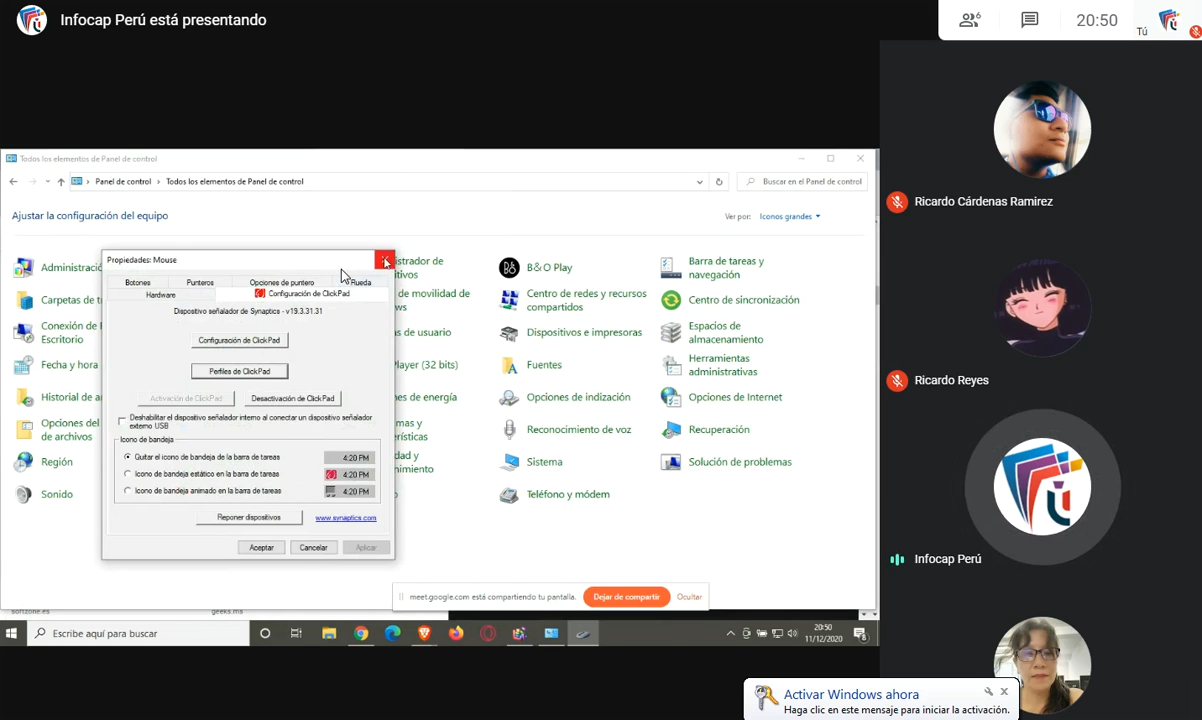 Infocap Perú está presentando
6
20:50
Tú
Todos los elementos de Panel de control
Panel de control
Todos los elementos de Panel de control
Buscar en el Panel de control
Ajustar la configuración del equipo
Ver por:
Iconos grandes
Administració
istrador de
itivos
B&O Play
Barra de tareas y
navegación
Carpetas de t
s de movilidad de
ws
Centro de redes y recursos
compartidos
Centro de sincronización
Conexión de
Escritorio
as de usuario
Dispositivos e impresoras
Espacios de
almacenamiento
Fecha y hora
Player (32 bits)
Fuentes
Herramientas
administrativas
Historial de ar
nes de energía
Opciones de indización
Opciones de Internet
Opciones del
de archivos
mas y
rísticas
Reconocimiento de voz
Recuperación
Región
dad y
nimiento
Sistema
Solución de problemas
Sonido
Teléfono y módem
Propiedades: Mouse
Botones
Punteros
Opciones de puntero
Rueda
Hardware
Configuración de ClickPad
Dispositivo señalador de Synaptics - v19.3.31.31
Configuración de ClickPad
Perfiles de ClickPad
Activación de ClickPad
Desactivación de ClickPad
Deshabilitar el dispositivo señalador interno al conectar un dispositivo señalador
externo USB
Icono de bandeja
Quitar el icono de bandeja de la barra de tareas
4:20 PM
Icono de bandeja estático en la barra de tareas
4:20 PM
Icono de bandeja animado en la barra de tareas
4:20 PM
Reponer dispositivos
www.synaptics.com
Aceptar
Cancelar
Aplicar
meet.google.com está compartiendo tu pantalla.
Dejar de compartir
Ocultar
softzone.es
geeks.ms
Escribe aquí para buscar
20:50
11/12/2020
8
Ricardo Cárdenas Ramirez
Ricardo Reyes
Infocap Perú
Activar Windows ahora
Haga clic en este mensaje para iniciar la activación.